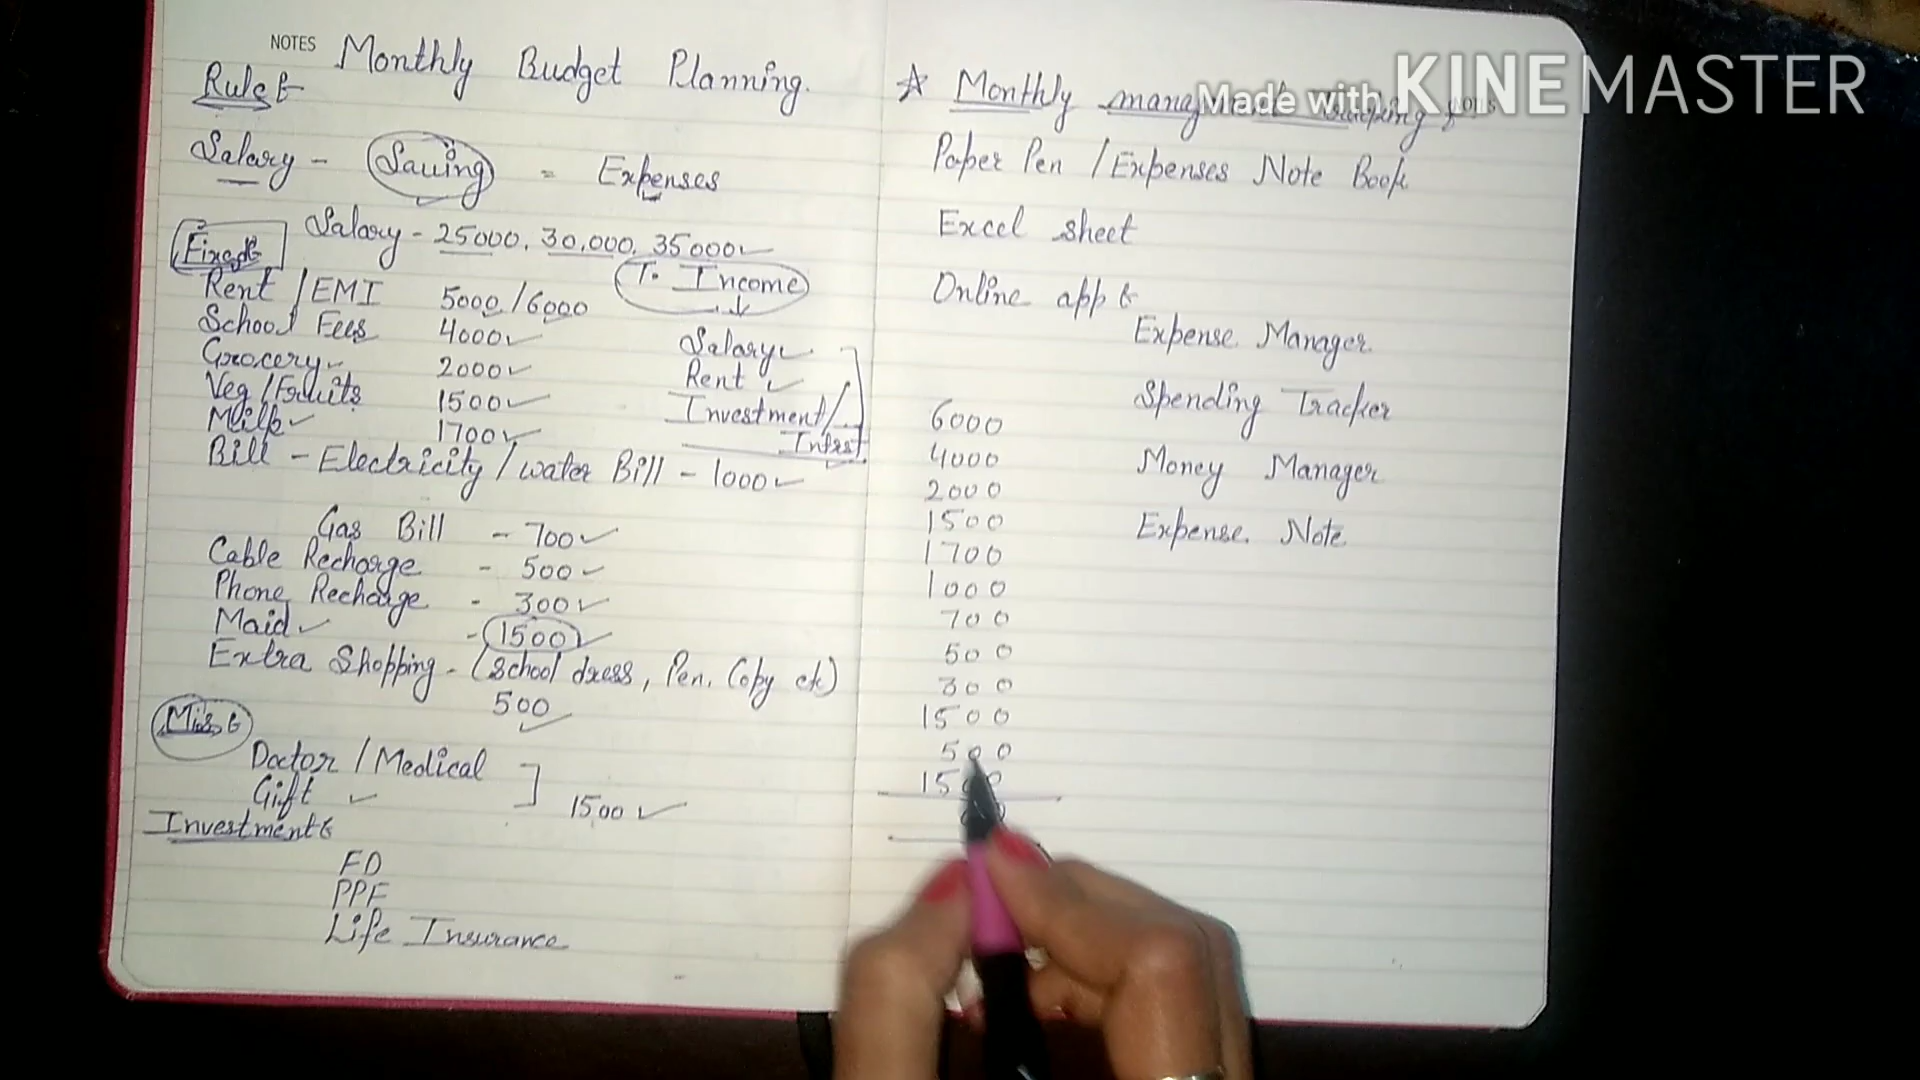 NOTES Monthly Budget Planning.
Rule :-
Salary - Saving = Expenses
Salary - 25000, 30,000, 35000
Fixed :-
T. Income
Rent / EMI 5000 / 6000
School Fees 4000
Grocery 2000
Veg / Fruits 1500
Milk 1700
Salary
Rent
Investment /
Intrst
Bill - Electricity / water Bill - 1000
Gas Bill - 700
Cable Recharge - 500
Phone Recharge - 300
Maid - 1500
Extra Shopping - (School dress, Pen, Copy etc)
500
Mis :-
Doctor / Medical
Gift
1500
Investment :-
FD
PPF
Life Insurance
Made with KINEMASTER
Monthly
Paper Pen / Expenses Note Book
Excel sheet
Online app :-
Expense Manager
Spending Tracker
Money Manager
Expense Note
6000
4000
2000
1500
1700
1000
700
500
300
1500
500